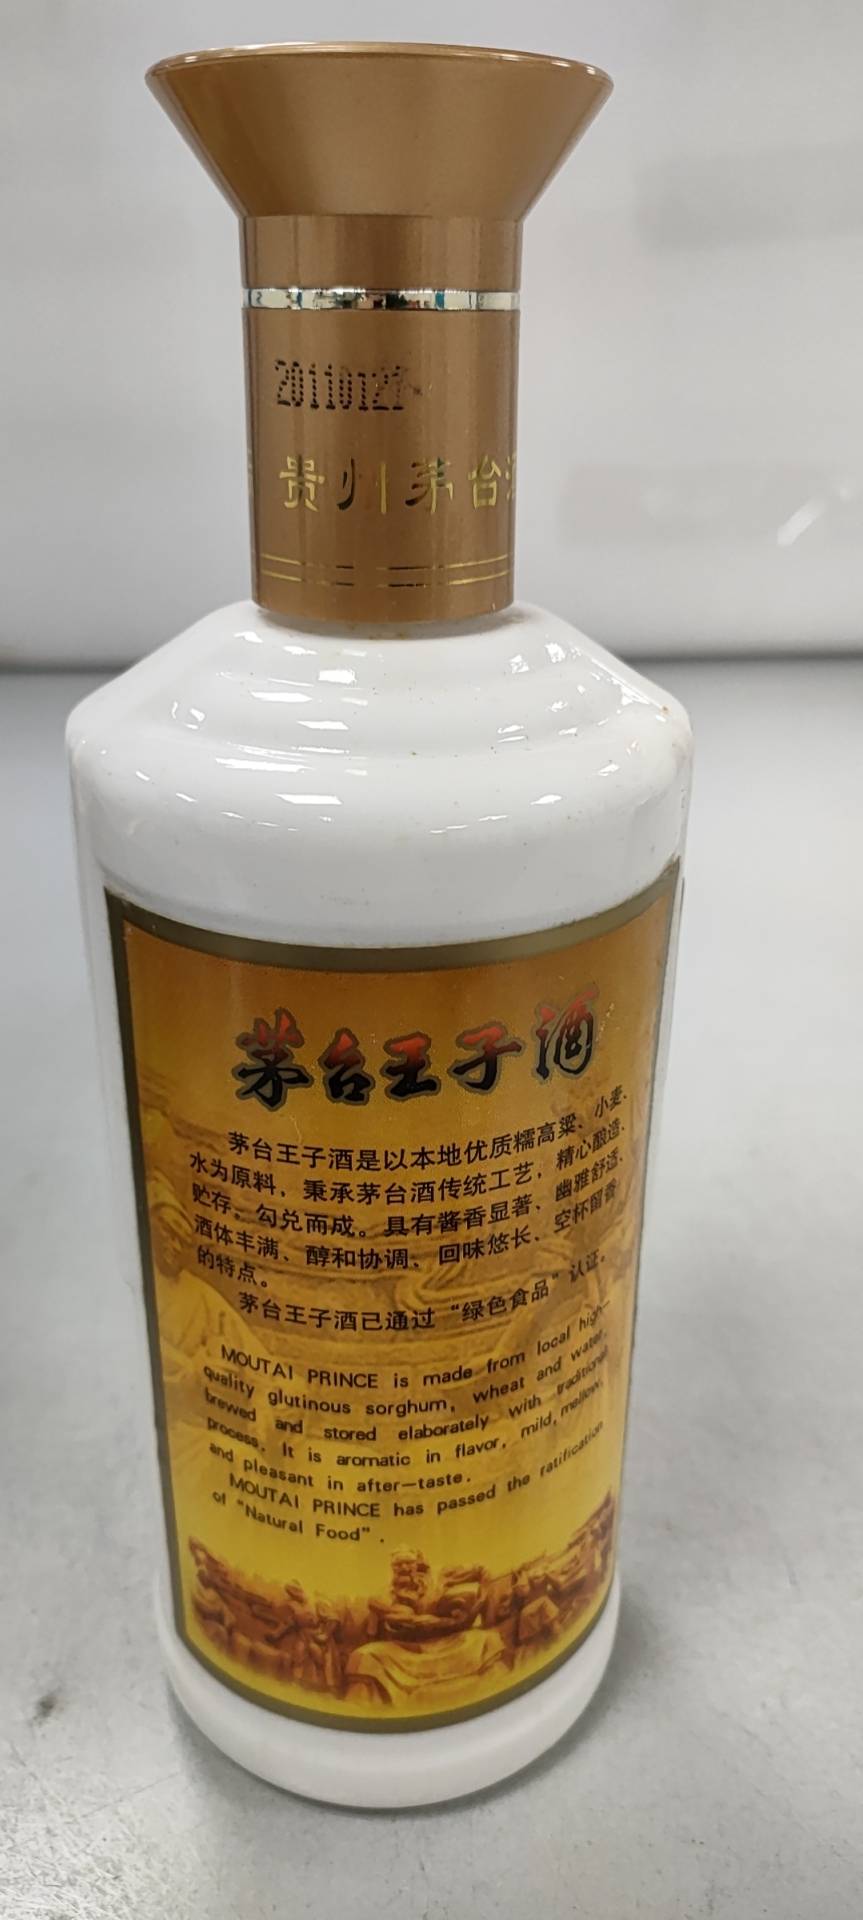 20110121
贵州茅台酒
茅台王子酒
茅台王子酒是以本地优质糯高粱、小麦、
水为原料，秉承茅台酒传统工艺，精心酿造、
贮存，勾兑而成。具有酱香显著、幽雅舒适、
酒体丰满、醇和协调、回味悠长、空杯留香
的特点。
茅台王子酒已通过“绿色食品”认证。
MOUTAI PRINCE is made from local high-
quality glutinous sorghum, wheat and water,
brewed and stored elaborately with traditional
process. It is aromatic in flavor, mild, mellow,
and pleasant in after-taste.
MOUTAI PRINCE has passed the ratification
of "Natural Food".